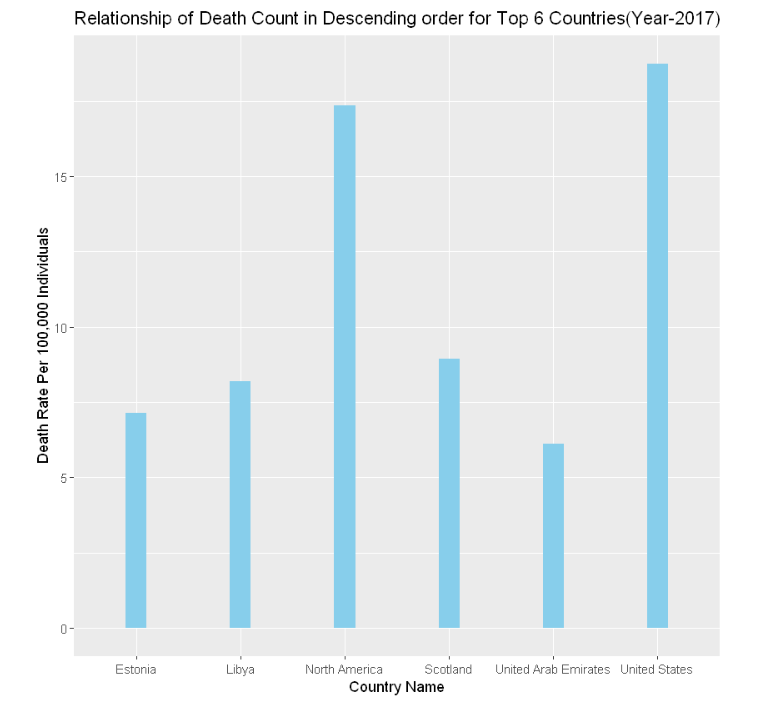 Relationship of Death Count in Descending order for Top 6 Countries(Year-2017)
Death Rate Per 100,000 Individuals
15
10
5
0
Estonia Libya North America Scotland United Arab Emirates United States
Country Name